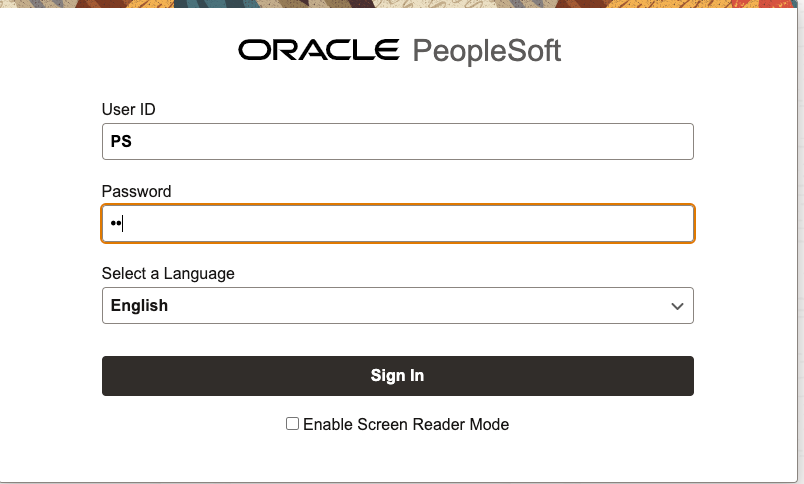 ORACLE PeopleSoft
User ID
PS
Password
••
Select a Language
English
Sign In
Enable Screen Reader Mode